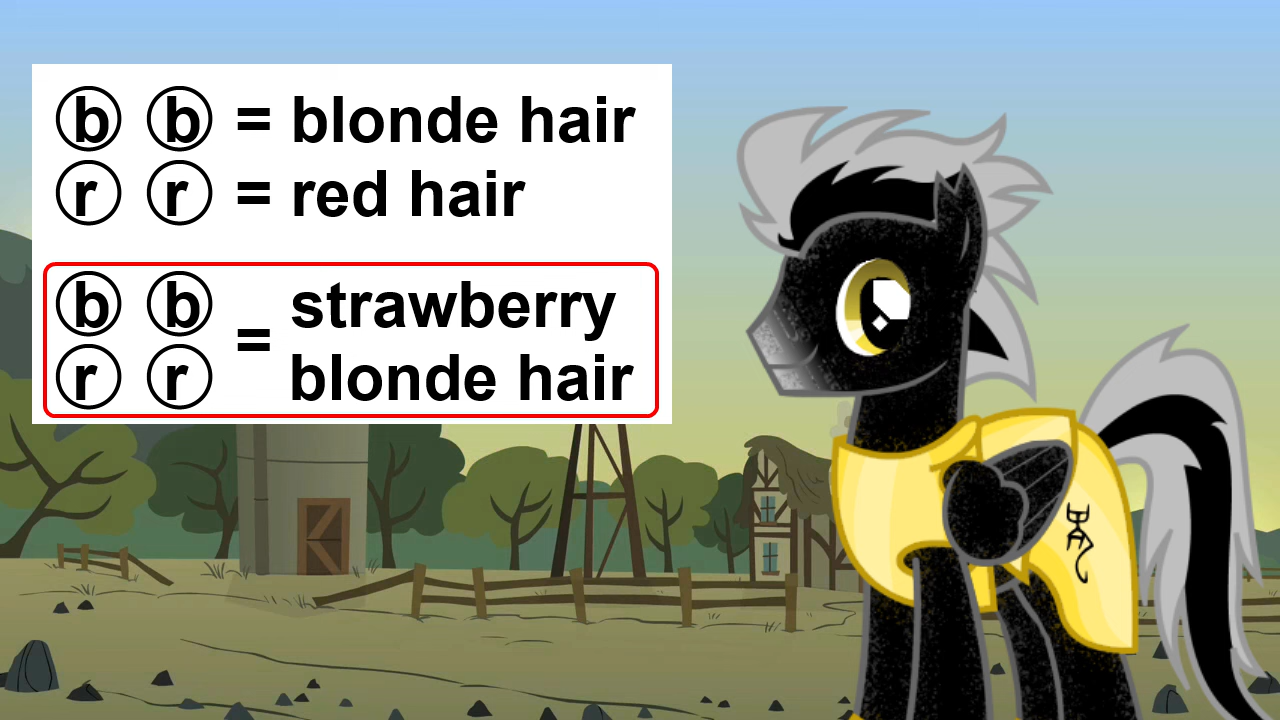 ⓑ ⓑ = blonde hair
ⓡ ⓡ = red hair
ⓑ ⓑ = strawberry
ⓡ ⓡ blonde hair